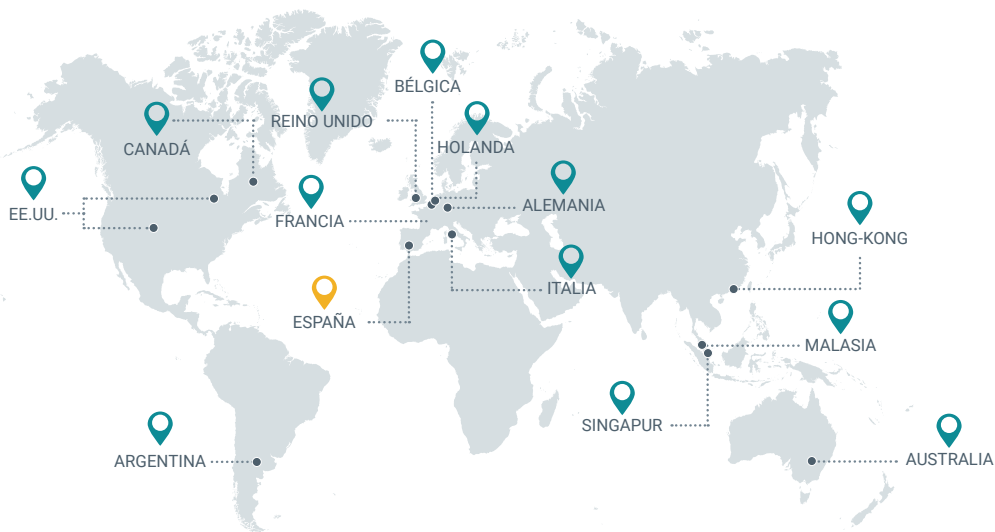 BÉLGICA
REINO UNIDO
HOLANDA
CANADÁ
EE.UU.
FRANCIA
ALEMANIA
HONG-KONG
ITALIA
ESPAÑA
MALASIA
SINGAPUR
ARGENTINA
AUSTRALIA